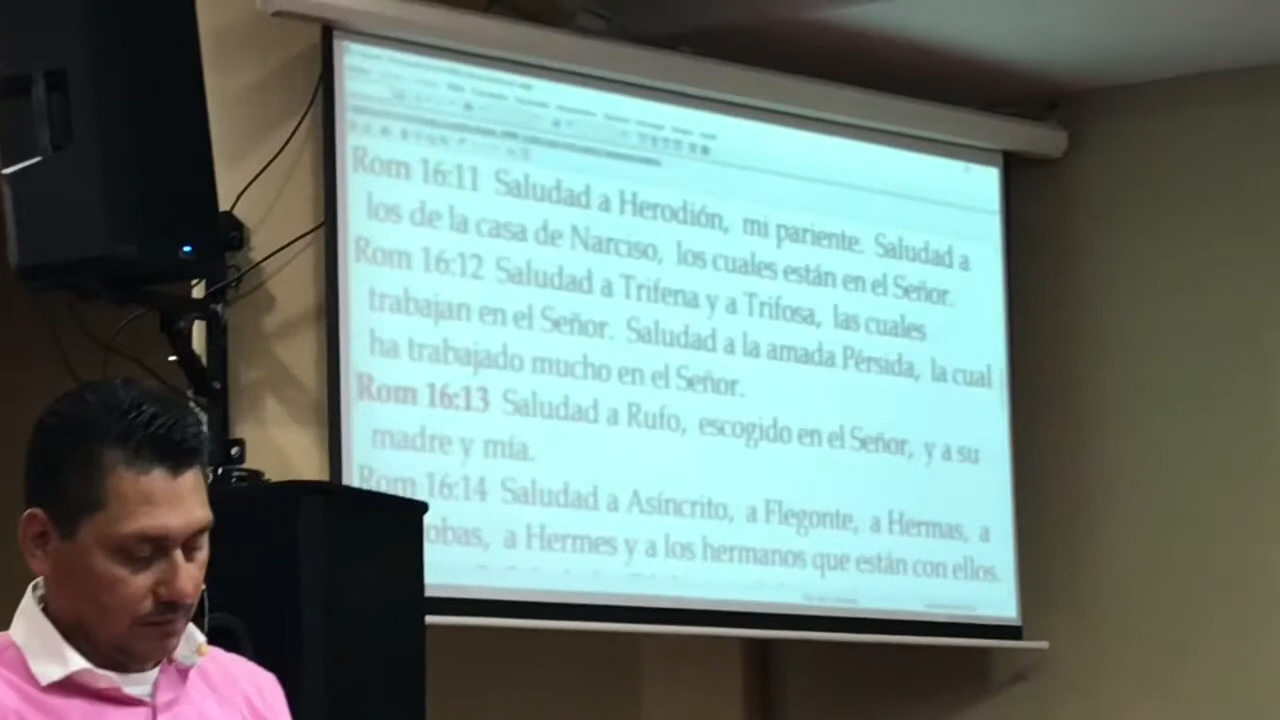 Rom 16:11 Saludad a Herodión, mi pariente. Saludad a
los de la casa de Narciso, los cuales están en el Señor.
Rom 16:12 Saludad a Trifena y a Trifosa, las cuales
trabajan en el Señor. Saludad a la amada Pérsida, la cual
ha trabajado mucho en el Señor.
Rom 16:13 Saludad a Rufo, escogido en el Señor, y a su
madre y mía.
Rom 16:14 Saludad a Asíncrito, a Flegonte, a Hermas, a
obas, a Hermes y a los hermanos que están con ellos.